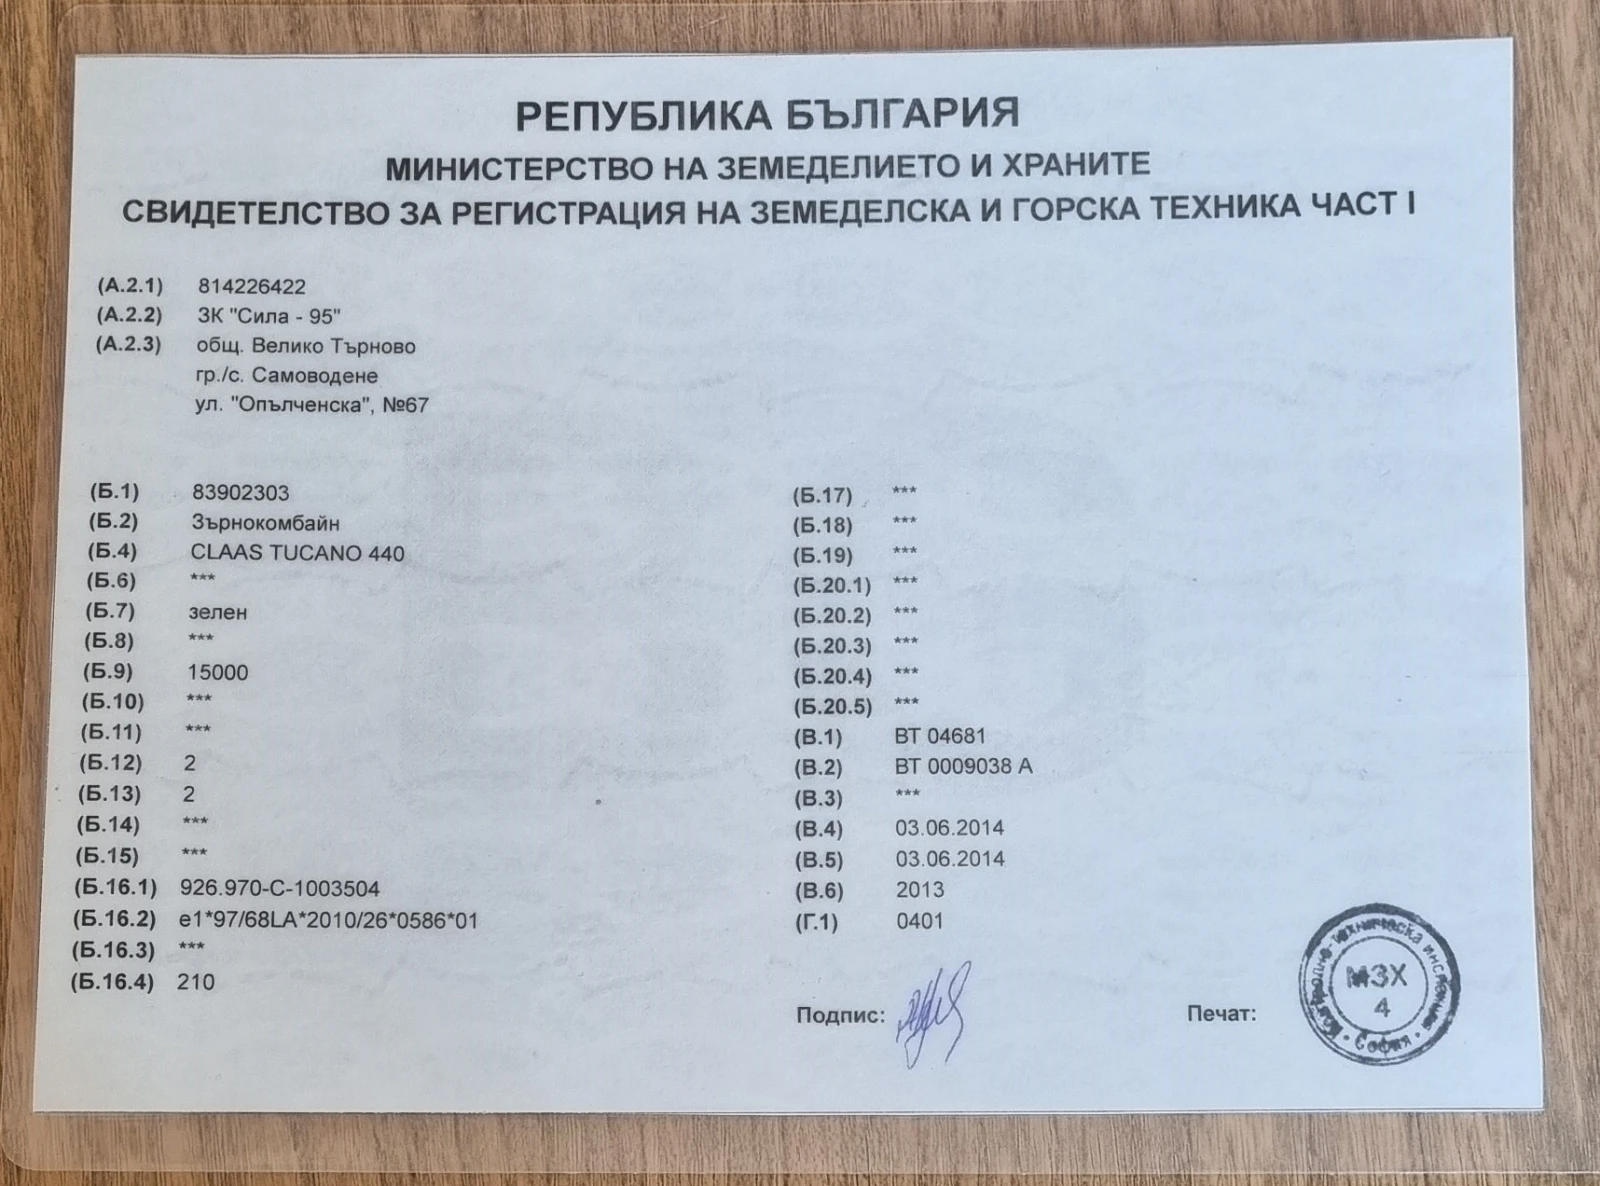 РЕПУБЛИКА БЪЛГАРИЯ
МИНИСТЕРСТВО НА ЗЕМЕДЕЛИЕТО И ХРАНИТЕ
СВИДЕТЕЛСТВО ЗА РЕГИСТРАЦИЯ НА ЗЕМЕДЕЛСКА И ГОРСКА ТЕХНИКА ЧАСТ I
(А.2.1) 814226422
(А.2.2) ЗК "Сила - 95"
(А.2.3) общ. Велико Търново
гр./с. Самоводене
ул. "Опълченска", №67
(Б.1) 83902303
(Б.2) Зърнокомбайн
(Б.4) CLAAS TUCANO 440
(Б.6) ***
(Б.7) зелен
(Б.8) ***
(Б.9) 15000
(Б.10) ***
(Б.11) ***
(Б.12) 2
(Б.13) 2
(Б.14) ***
(Б.15) ***
(Б.16.1) 926.970-C-1003504
(Б.16.2) e1*97/68LA*2010/26*0586*01
(Б.16.3) ***
(Б.16.4) 210
(Б.17) ***
(Б.18) ***
(Б.19) ***
(Б.20.1) ***
(Б.20.2) ***
(Б.20.3) ***
(Б.20.4) ***
(Б.20.5) ***
(В.1) ВТ 04681
(В.2) ВТ 0009038 А
(В.3) ***
(В.4) 03.06.2014
(В.5) 03.06.2014
(В.6) 2013
(Г.1) 0401
Подпис:
Печат:
Контролно-техническа инспекция
МЗХ
4
• София •